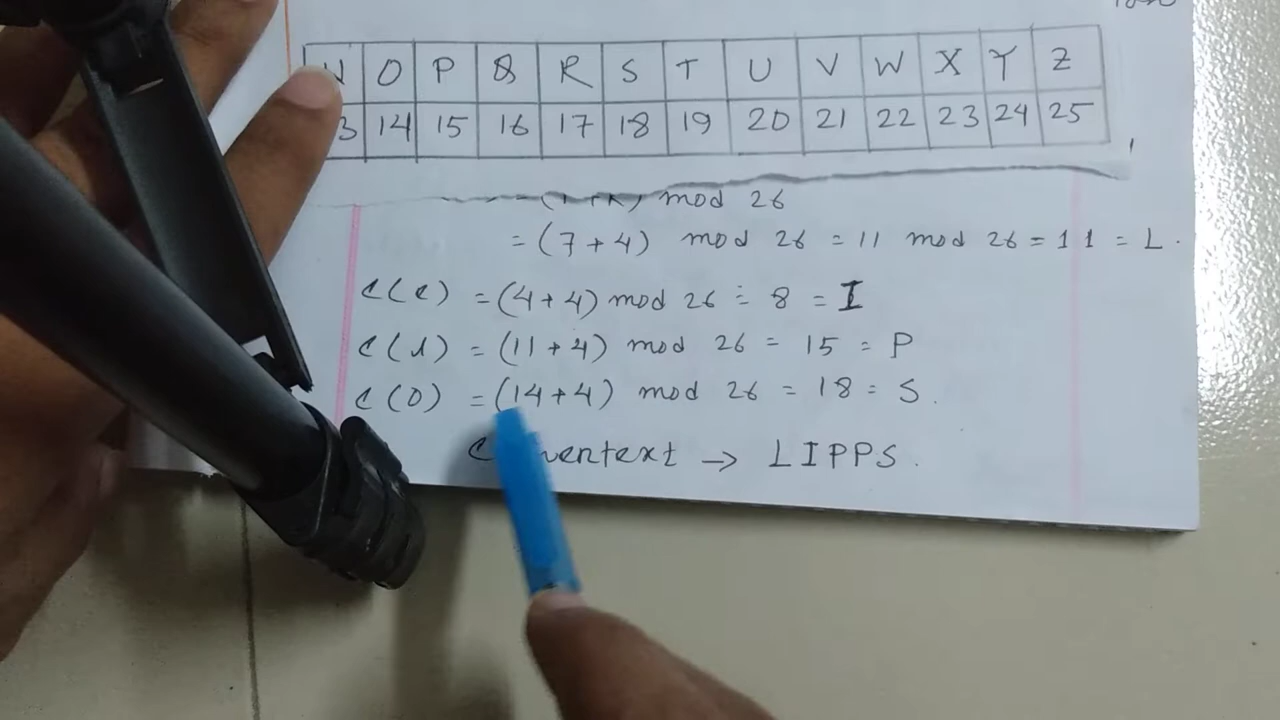 O P Q R S T U V W X Y Z
3 14 15 16 17 18 19 20 21 22 23 24 25
mod 26
= (7+4) mod 26 = 11 mod 26 = 11 = L.
C(e) = (4+4) mod 26 = 8 = I
C(l) = (11+4) mod 26 = 15 = P
C(O) = (14+4) mod 26 = 18 = S.
→ LIPPS.